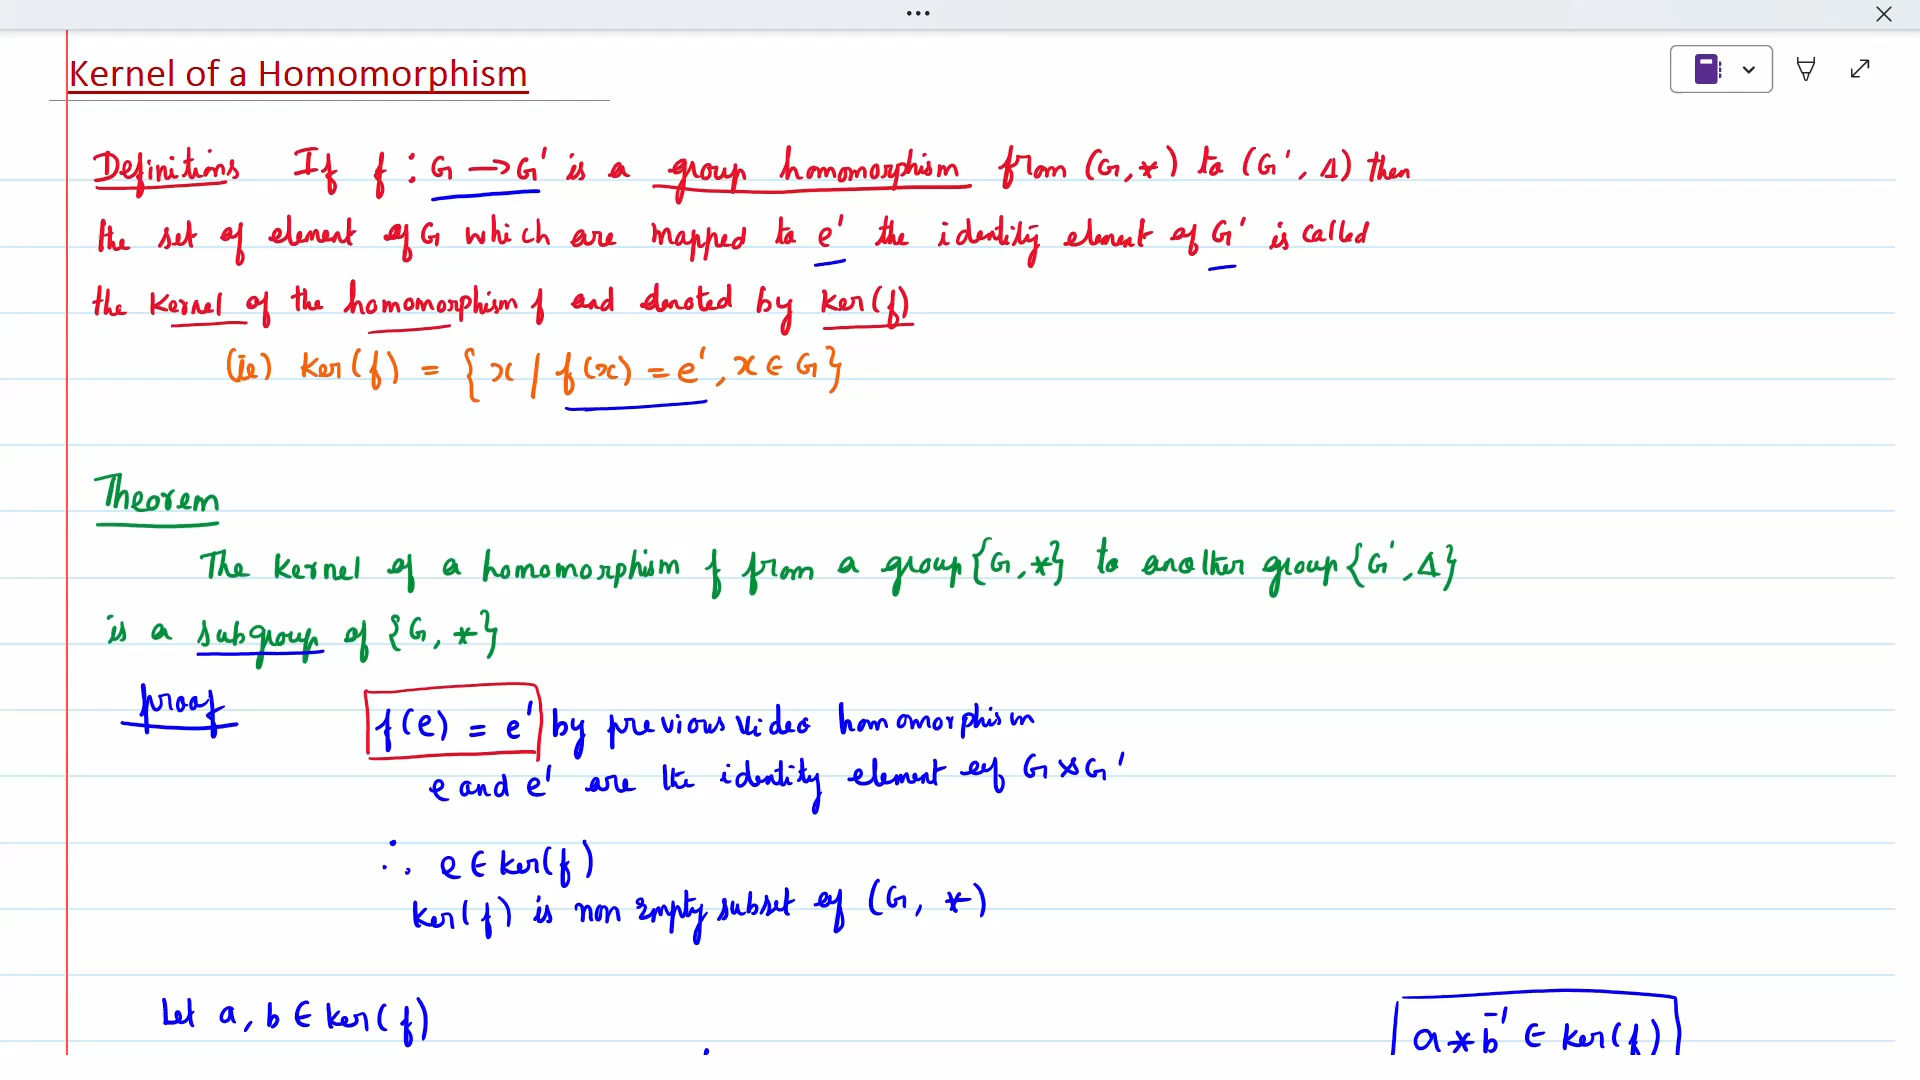 Kernel of a Homomorphism
Definitions If f : G → G' is a group homomorphism from (G, *) to (G', Δ) then
the set of element of G which are mapped to e' the identity element of G' is called
the kernel of the homomorphism f and denoted by ker(f)
(ie) ker(f) = { x / f(x) = e', x ∈ G}
Theorem
The kernel of a homomorphism f from a group {G, *} to another group {G', Δ}
is a subgroup of {G, *}
proof f(e) = e' by previous video homomorphism
e and e' are the identity element of G & G'
∴ e ∈ ker(f)
ker(f) is non Empty subset of (G, *)
Let a, b ∈ ker(f)
a * b⁻¹ ∈ ker(f)